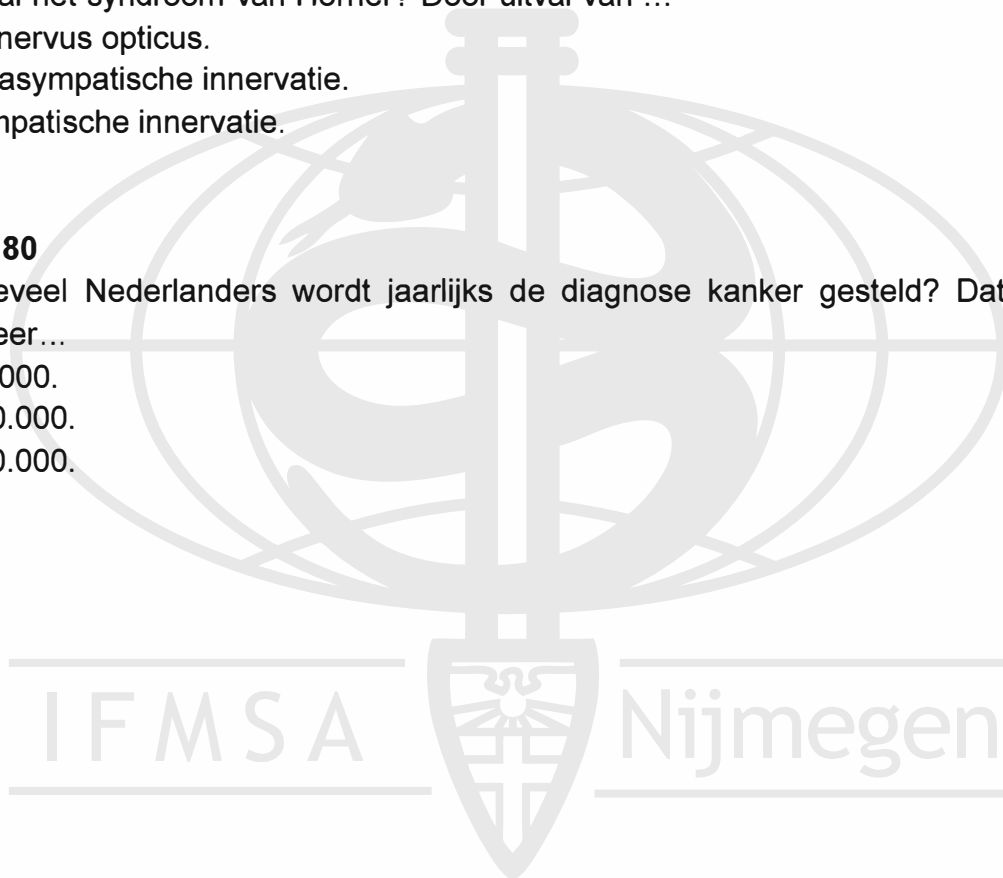 al het syndroom van Horner? Door uitval van ...
nervus opticus.
asympatische innervatie.
mpatische innervatie.
80
eveel Nederlanders wordt jaarlijks de diagnose kanker gesteld? Dat
eer...
000.
0.000.
0.000.
IFMSA Nijmegen